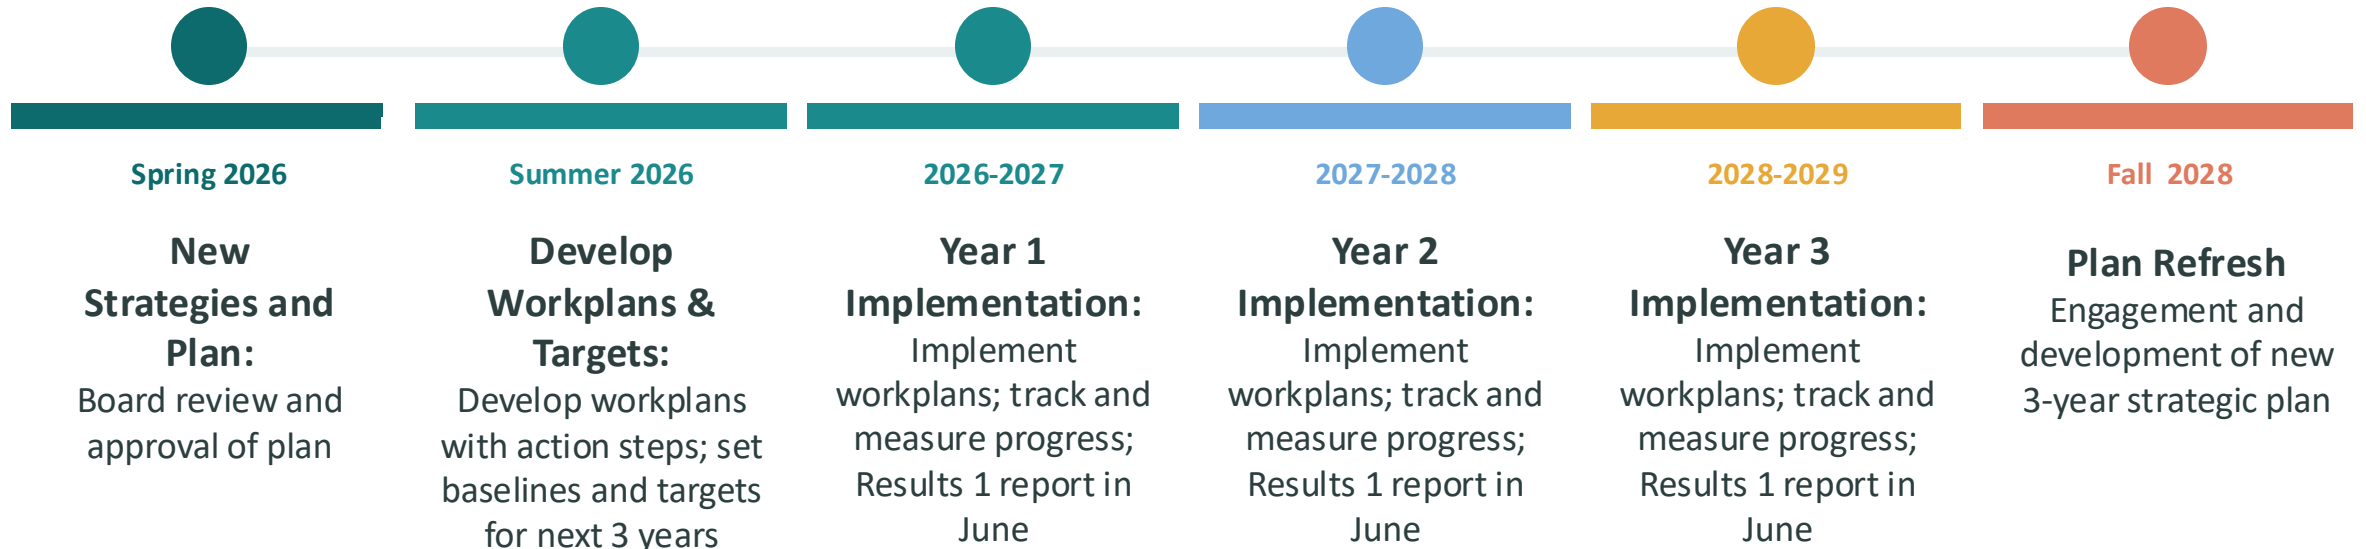 Spring 2026
New
Strategies and
Plan:
Board review and
approval of plan
Summer 2026
Develop
Workplans &
Targets:
Develop workplans
with action steps; set
baselines and targets
for next 3 years
2026-2027
Year 1
Implementation:
Implement
workplans; track and
measure progress;
Results 1 report in
June
2027-2028
Year 2
Implementation:
Implement
workplans; track and
measure progress;
Results 1 report in
June
2028-2029
Year 3
Implementation:
Implement
workplans; track and
measure progress;
Results 1 report in
June
Fall  2028
Plan Refresh
Engagement and
development of new
3-year strategic plan